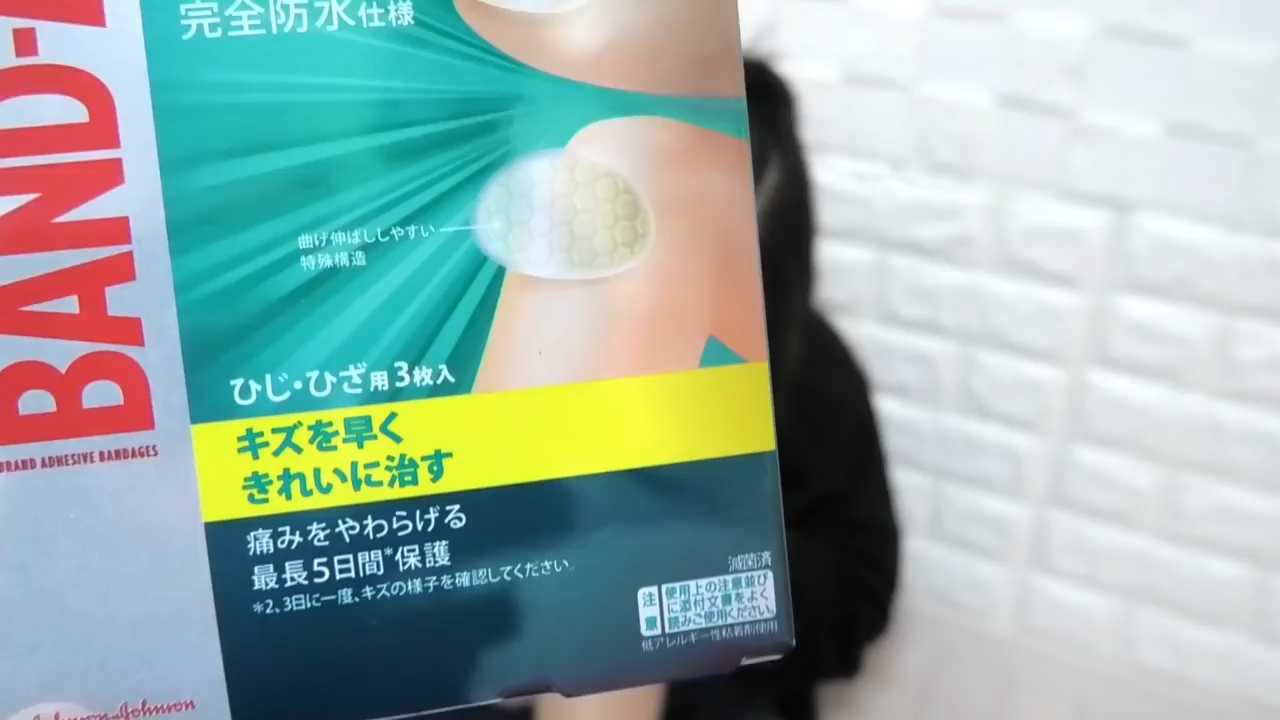 完全防水仕様
BAND-
BRAND ADHESIVE BANDAGES
曲げ伸ばししやすい
特殊構造
ひじ・ひざ用3枚入
キズを早く
きれいに治す
痛みをやわらげる
最長5日間*保護
*2、3日に一度、キズの様子を確認してください。
滅菌済
注意
使用上の注意並び
に添付文書をよく
読みご使用ください。
低アレルギー性粘着剤使用
Johnson-Johnson